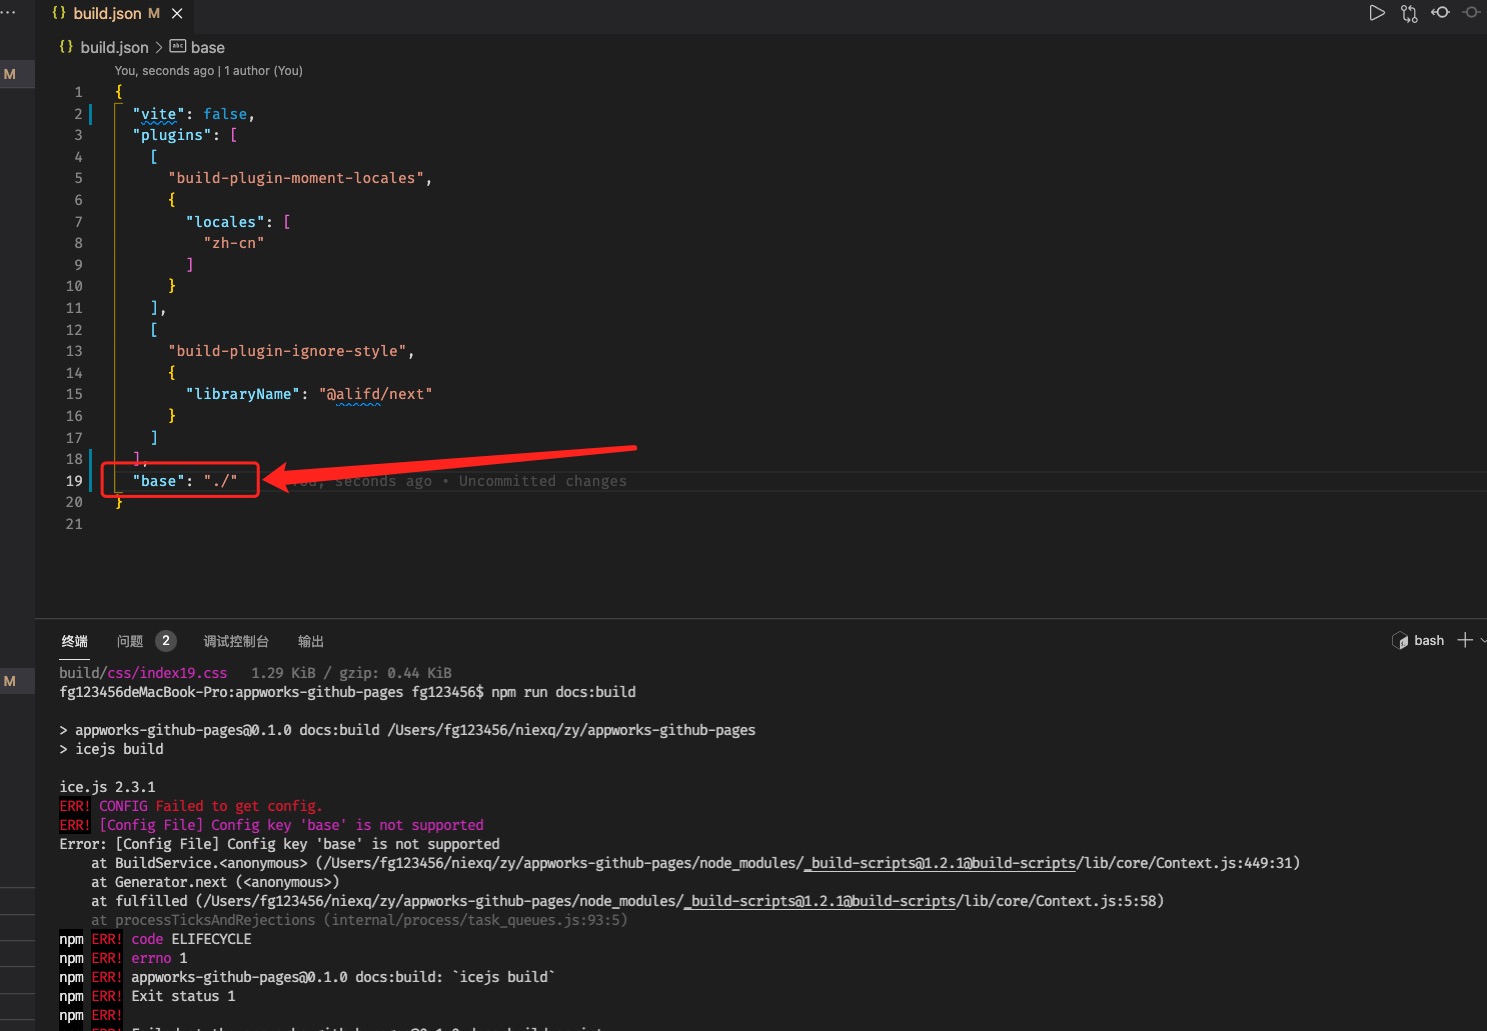 ··· {} build.json M ×
{} build.json > abc base
M
You, seconds ago | 1 author (You)
1 {
2 "vite": false,
3 "plugins": [
4 [
5 "build-plugin-moment-locales",
6 {
7 "locales": [
8 "zh-cn"
9 ]
10 }
11 ],
12 [
13 "build-plugin-ignore-style",
14 {
15 "libraryName": "@alifd/next"
16 }
17 ]
18 ],
19 "base": "./" You, seconds ago • Uncommitted changes
20 }
21
终端 问题 2 调试控制台 输出 bash
build/css/index19.css 1.29 KiB / gzip: 0.44 KiB
M
fg123456deMacBook-Pro:appworks-github-pages fg123456$ npm run docs:build
> appworks-github-pages@0.1.0 docs:build /Users/fg123456/niexq/zy/appworks-github-pages
> icejs build
ice.js 2.3.1
ERR! CONFIG Failed to get config.
ERR! [Config File] Config key 'base' is not supported
Error: [Config File] Config key 'base' is not supported
at BuildService.<anonymous> (/Users/fg123456/niexq/zy/appworks-github-pages/node_modules/_build-scripts@1.2.1@build-scripts/lib/core/Context.js:449:31)
at Generator.next (<anonymous>)
at fulfilled (/Users/fg123456/niexq/zy/appworks-github-pages/node_modules/_build-scripts@1.2.1@build-scripts/lib/core/Context.js:5:58)
at processTicksAndRejections (internal/process/task_queues.js:93:5)
npm ERR! code ELIFECYCLE
npm ERR! errno 1
npm ERR! appworks-github-pages@0.1.0 docs:build: `icejs build`
npm ERR! Exit status 1
npm ERR!